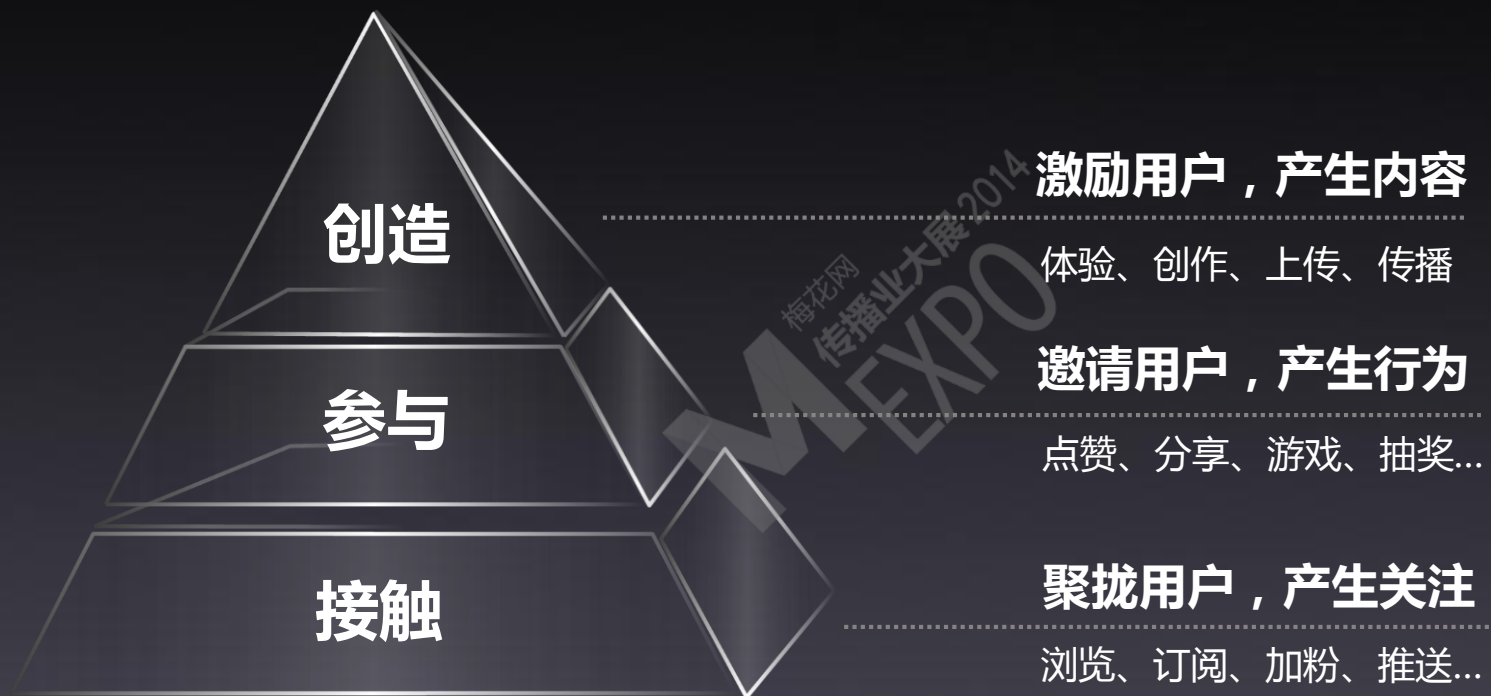 创造
激励用户，产生内容
体验、创作、上传、传播
参与
邀请用户，产生行为
点赞、分享、游戏、抽奖...
接触
聚拢用户，产生关注
浏览、订阅、加粉、推送...
梅花网
传播业大展2014
M EXPO